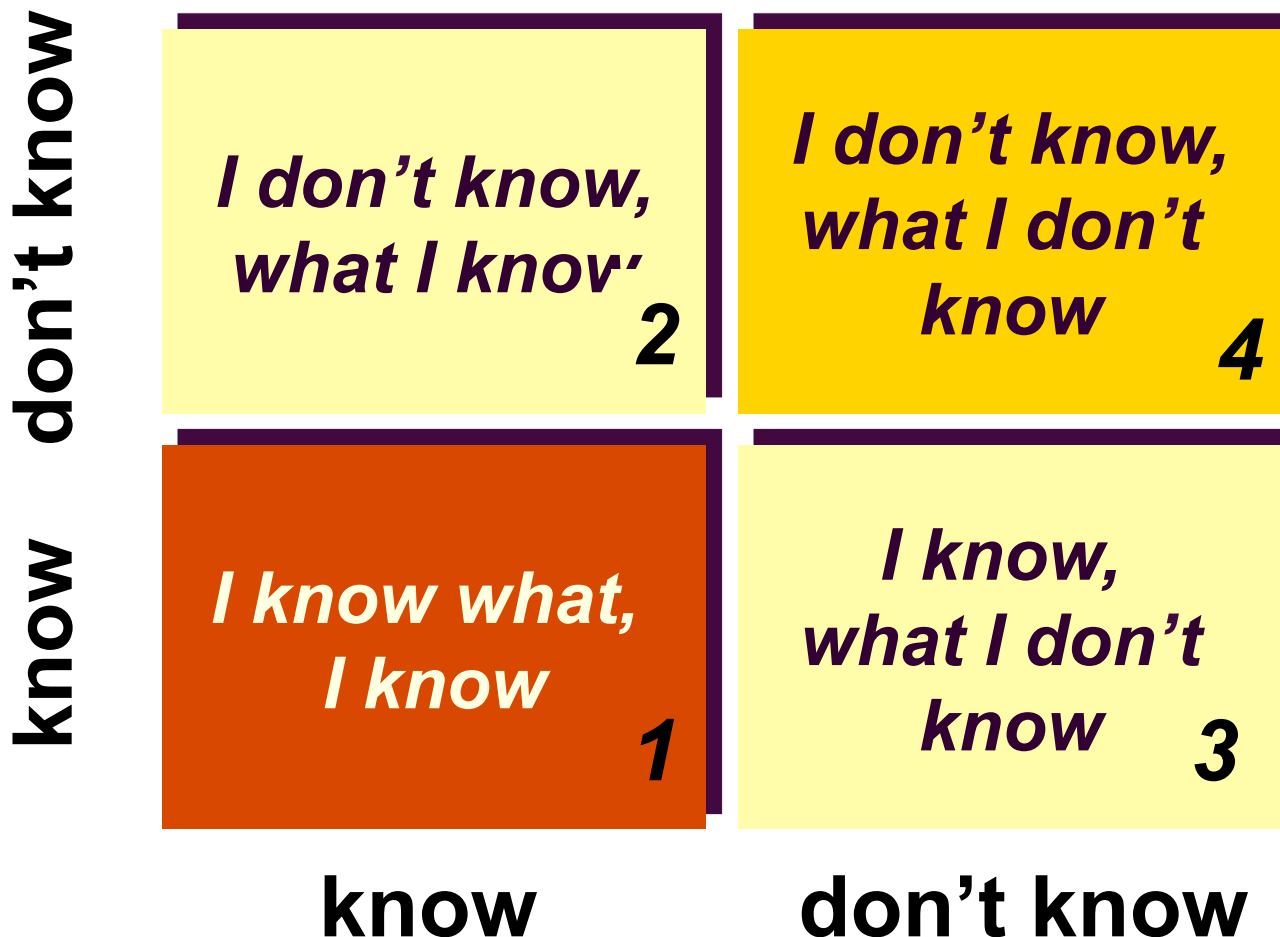 don't know
know
I don't know,
what I know
2
I don't know,
what I don't
know
4
I know what,
I know
1
I know,
what I don't
know
3
know
don't know